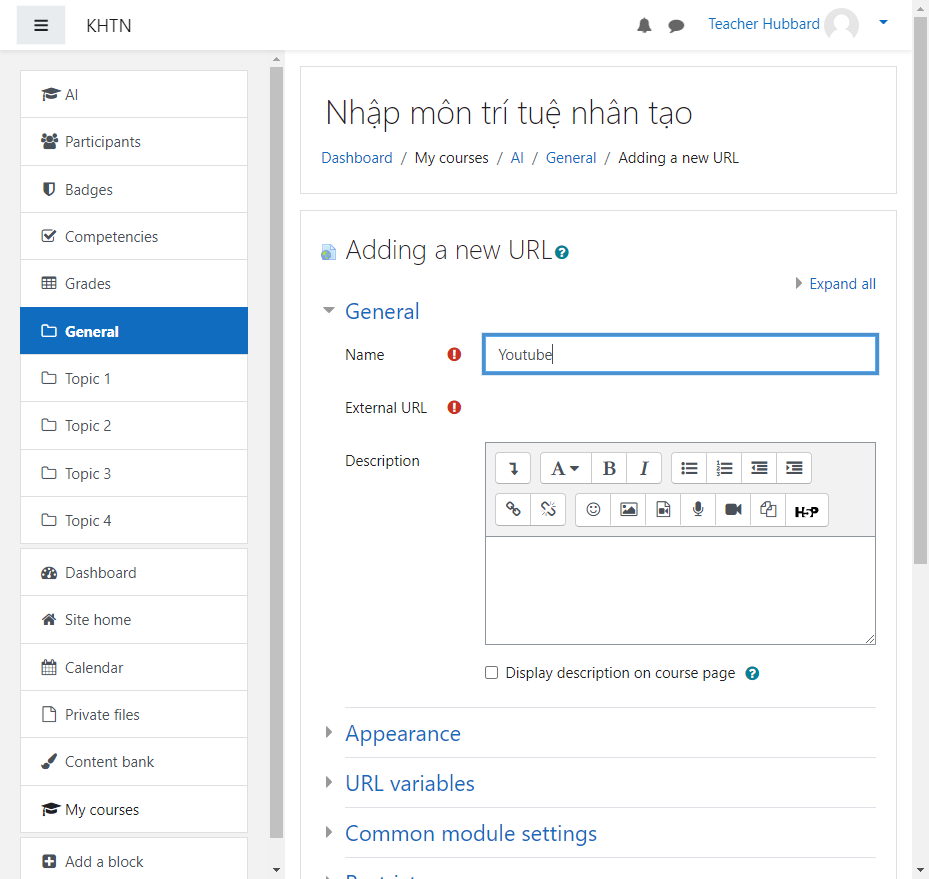 KHTN
Teacher Hubbard
AI
Participants
Badges
Competencies
Grades
General
Topic 1
Topic 2
Topic 3
Topic 4
Dashboard
Site home
Calendar
Private files
Content bank
My courses
Add a block
Nhập môn trí tuệ nhân tạo
Dashboard / My courses / AI / General / Adding a new URL
Adding a new URL
Expand all
General
Name
Youtube
External URL
Description
A B I
H5P
Display description on course page
Appearance
URL variables
Common module settings